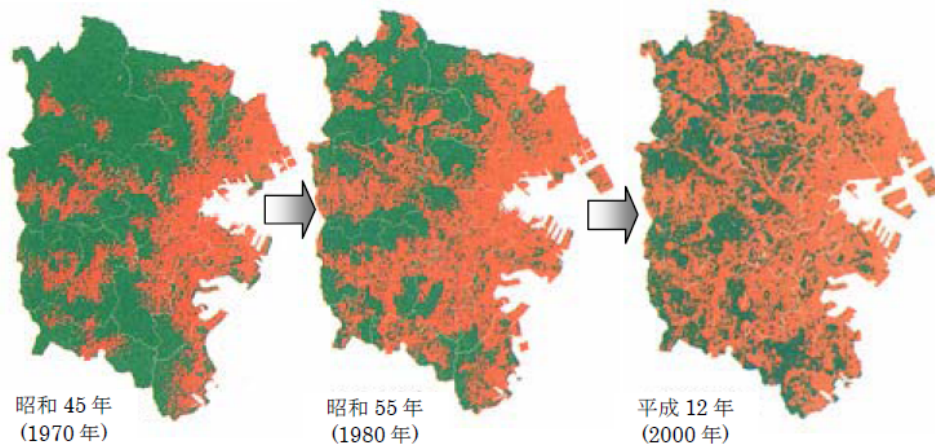 昭和 45 年
(1970 年)
昭和 55 年
(1980 年)
平成 12 年
(2000 年)